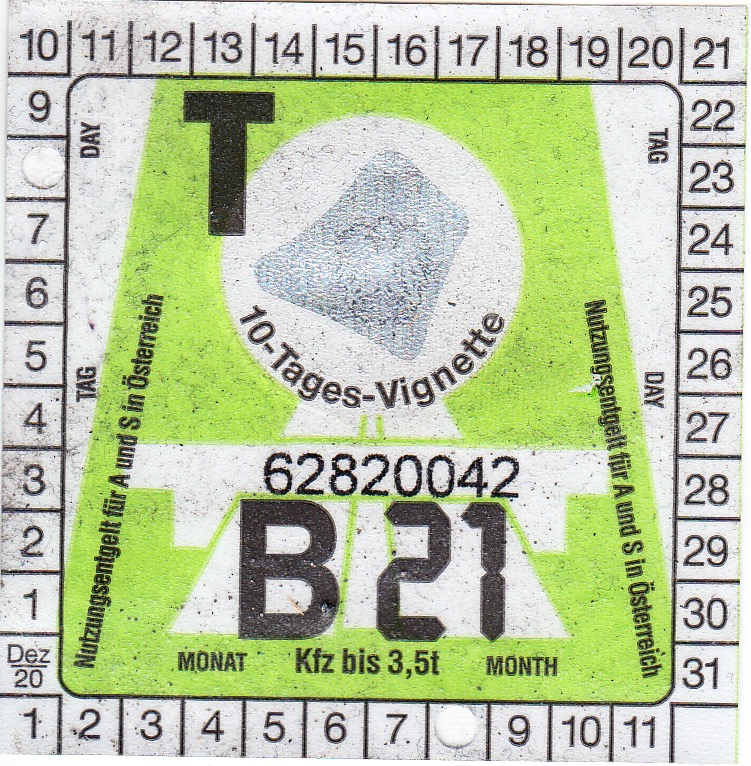 10 11 12 13 14 15 16 17 18 19 20 21
9 22
DAY T TAG
23
7 24
6 25
5 26
4 27
3 28
2 29
1 30
Dez 20 31
1 2 3 4 5 6 7 9 10 11
10-Tages-Vignette
TAG DAY
Nutzungsentgelt für A und S in Österreich
Nutzungsentgelt für A und S in Österreich
62820042
B 21
MONAT Kfz bis 3,5t MONTH